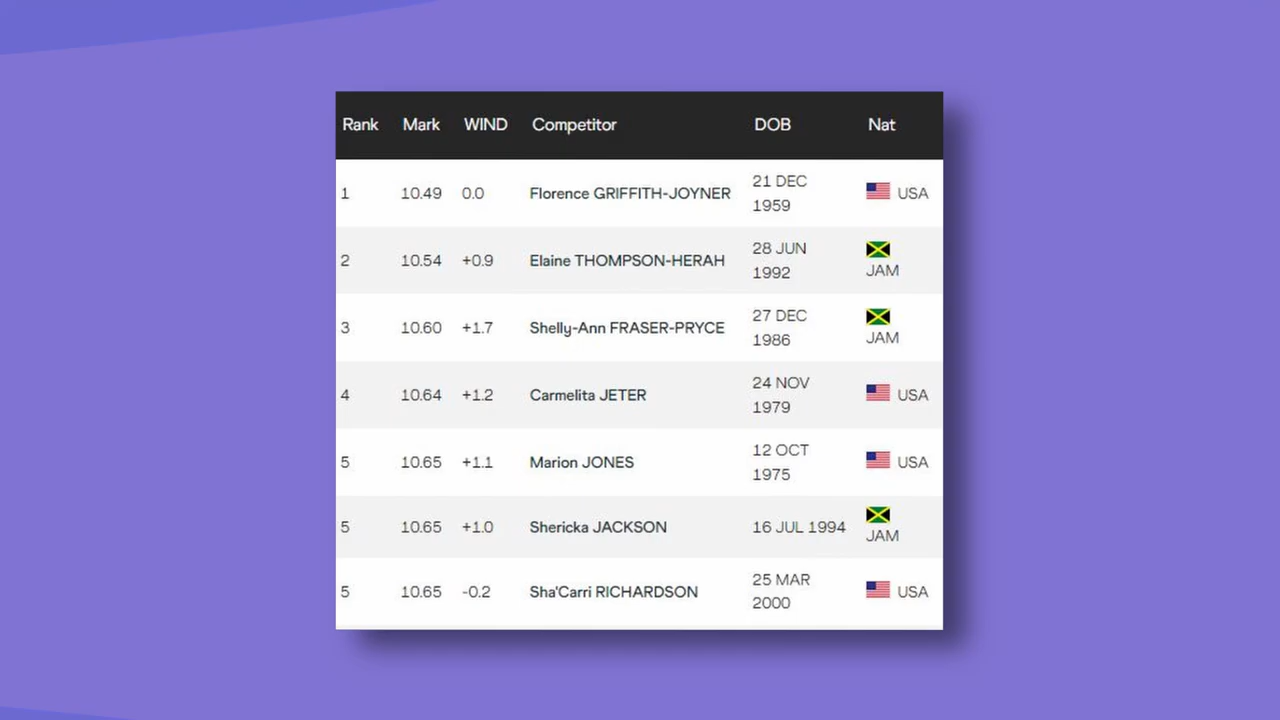 Rank Mark WIND Competitor DOB Nat
1 10.49 0.0 Florence GRIFFITH-JOYNER 21 DEC 1959 USA
2 10.54 +0.9 Elaine THOMPSON-HERAH 28 JUN 1992 JAM
3 10.60 +1.7 Shelly-Ann FRASER-PRYCE 27 DEC 1986 JAM
4 10.64 +1.2 Carmelita JETER 24 NOV 1979 USA
5 10.65 +1.1 Marion JONES 12 OCT 1975 USA
5 10.65 +1.0 Shericka JACKSON 16 JUL 1994 JAM
5 10.65 -0.2 Sha'Carri RICHARDSON 25 MAR 2000 USA